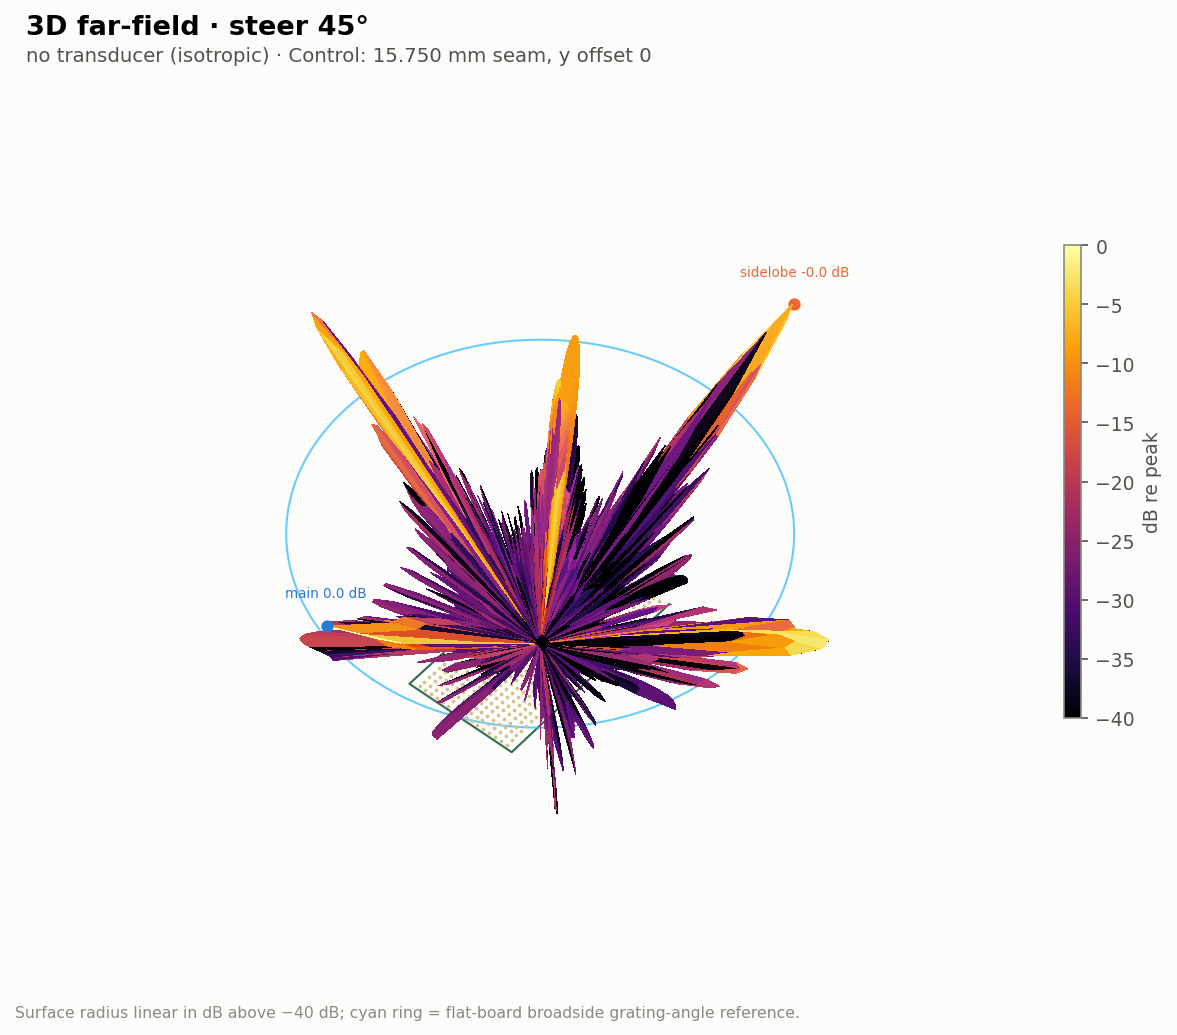 3D far-field · steer 45°
no transducer (isotropic) · Control: 15.750 mm seam, y offset 0
sidelobe -0.0 dB
main 0.0 dB
0
−5
−10
−15
−20
−25
−30
−35
−40
dB re peak
Surface radius linear in dB above −40 dB; cyan ring = flat-board broadside grating-angle reference.